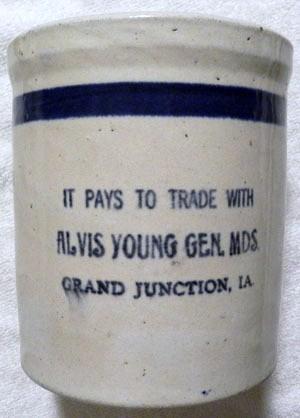 IT PAYS TO TRADE WITH
ALVIS YOUNG GEN. MDS.
GRAND JUNCTION, IA.